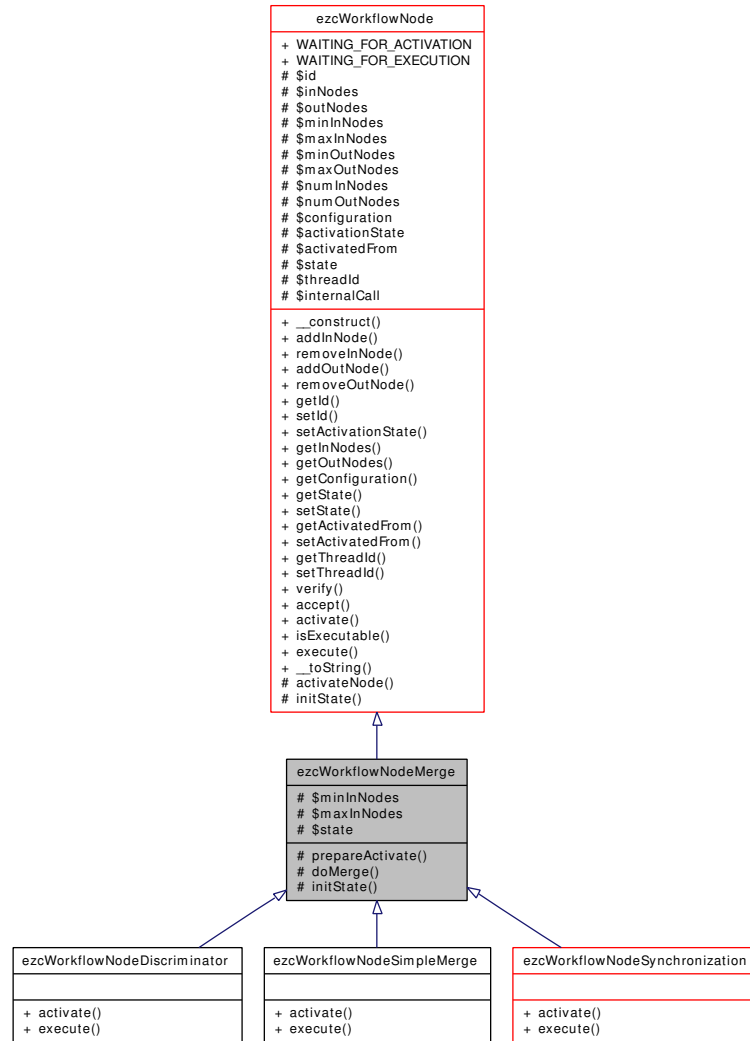 ezcWorkflowNode
+ WAITING_FOR_ACTIVATION
+ WAITING_FOR_EXECUTION
# $id
# $inNodes
# $outNodes
# $minInNodes
# $maxInNodes
# $minOutNodes
# $maxOutNodes
# $numInNodes
# $numOutNodes
# $configuration
# $activationState
# $activatedFrom
# $state
# $threadId
# $internalCall
+ __construct()
+ addInNode()
+ removeInNode()
+ addOutNode()
+ removeOutNode()
+ getId()
+ setId()
+ setActivationState()
+ getInNodes()
+ getOutNodes()
+ getConfiguration()
+ getState()
+ setState()
+ getActivatedFrom()
+ setActivatedFrom()
+ getThreadId()
+ setThreadId()
+ verify()
+ accept()
+ activate()
+ isExecutable()
+ execute()
+ __toString()
# activateNode()
# initState()
ezcWorkflowNodeMerge
# $minInNodes
# $maxInNodes
# $state
# prepareActivate()
# doMerge()
# initState()
ezcWorkflowNodeDiscriminator
+ activate()
+ execute()
ezcWorkflowNodeSimpleMerge
+ activate()
+ execute()
ezcWorkflowNodeSynchronization
+ activate()
+ execute()